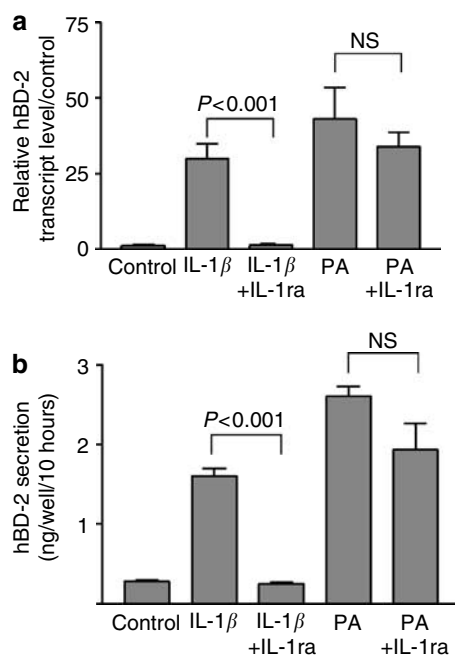 a
Relative hBD-2
transcript level/control
75
50
25
0
P<0.001
NS
Control IL-1β IL-1β PA PA
+IL-1ra +IL-1ra
b
hBD-2 secretion
(ng/well/10 hours)
3
2
1
P<0.001
NS
Control IL-1β IL-1β PA PA
+IL-1ra +IL-1ra